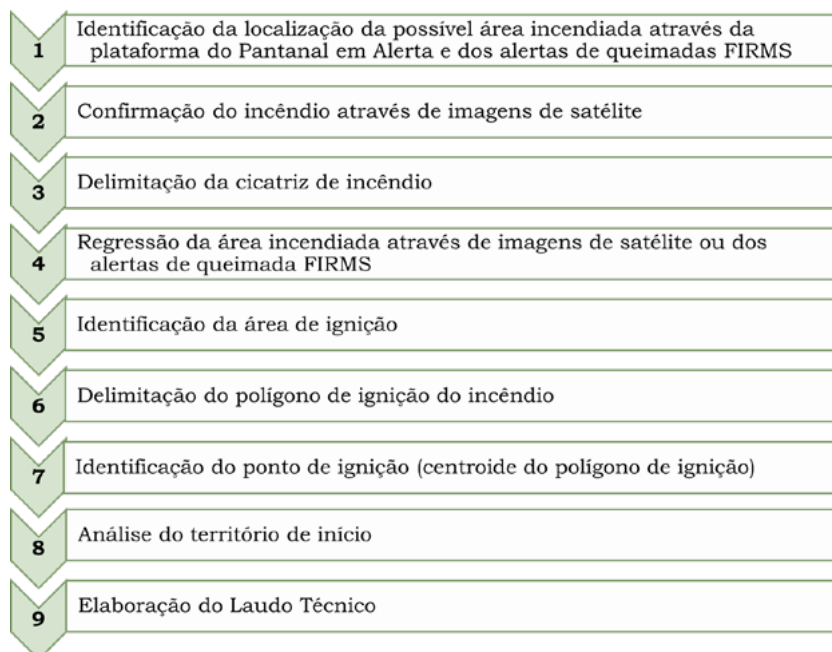 1
Identificação da localização da possível área incendiada através da
plataforma do Pantanal em Alerta e dos alertas de queimadas FIRMS
2
Confirmação do incêndio através de imagens de satélite
3
Delimitação da cicatriz de incêndio
4
Regressão da área incendiada através de imagens de satélite ou dos
alertas de queimada FIRMS
5
Identificação da área de ignição
6
Delimitação do polígono de ignição do incêndio
7
Identificação do ponto de ignição (centroide do polígono de ignição)
8
Análise do território de início
9
Elaboração do Laudo Técnico